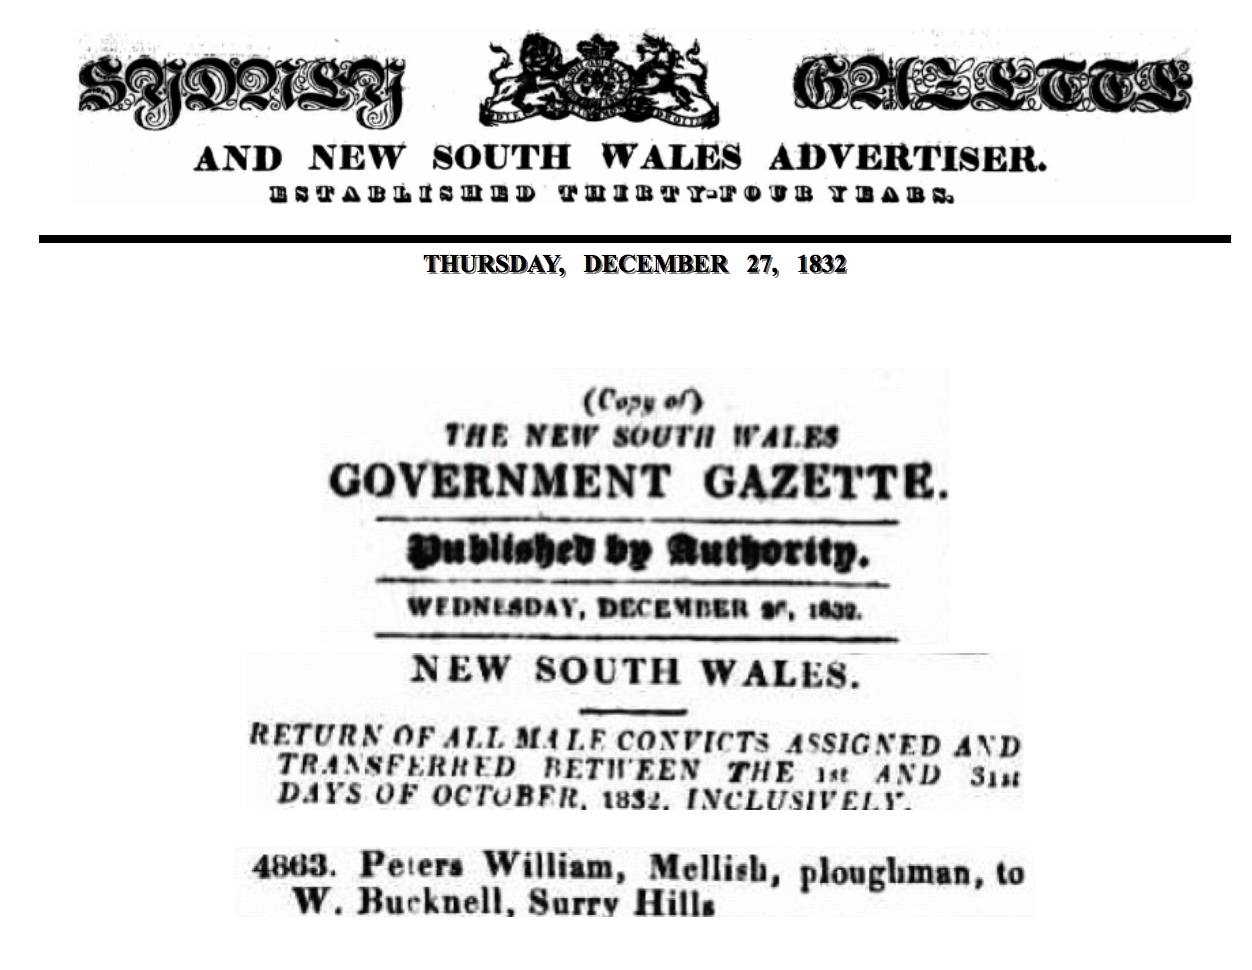 SYDNEY GAZETTE
AND NEW SOUTH WALES ADVERTISER.
ESTABLISHED THIRTY-FOUR YEARS.
THURSDAY, DECEMBER 27, 1832
(Copy of)
THE NEW SOUTH WALES
GOVERNMENT GAZETTE.
Published by Authority.
WEDNESDAY, DECEMBER 1832.
NEW SOUTH WALES.
RETURN OF ALL MALE CONVICTS ASSIGNED AND
TRANSFERRED BETWEEN THE 1st AND 31st
DAYS OF OCTOBER, 1832, INCLUSIVELY.
4863. Peters William, Mellish, ploughman, to
W. Bucknell, Surry Hills